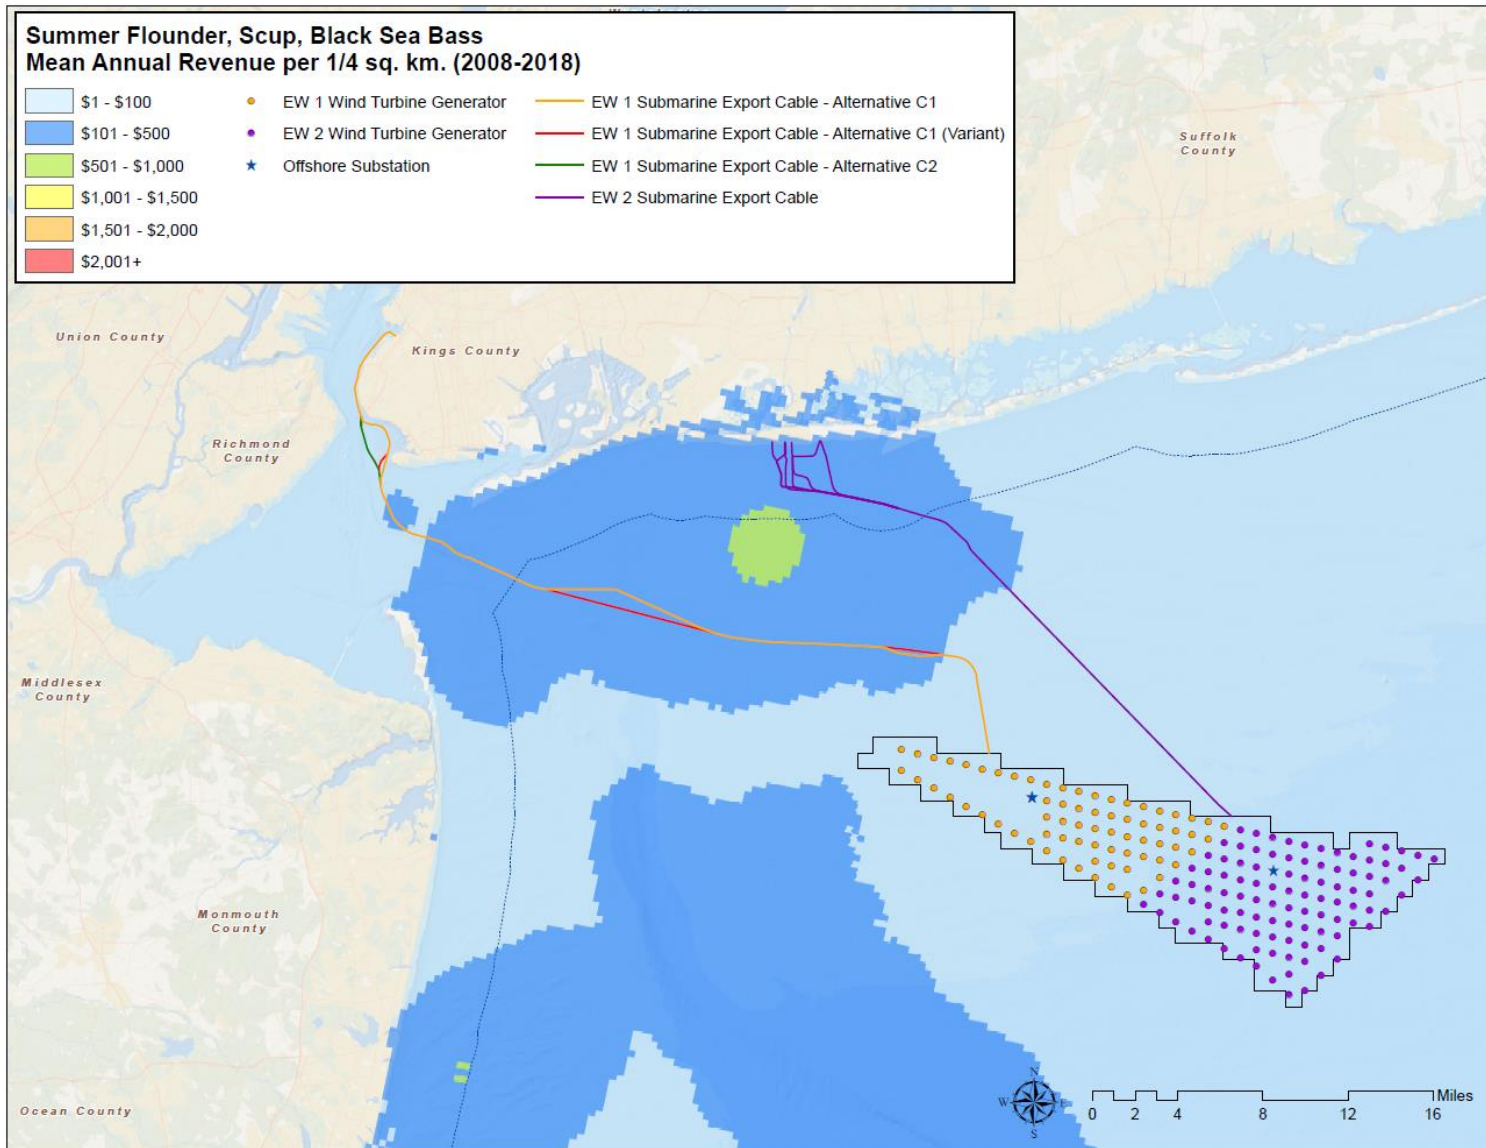 Summer Flounder, Scup, Black Sea Bass
Mean Annual Revenue per 1/4 sq. km. (2008-2018)
$1 - $100
$101 - $500
$501 - $1,000
$1,001 - $1,500
$1,501 - $2,000
$2,001+
EW 1 Wind Turbine Generator
EW 2 Wind Turbine Generator
Offshore Substation
EW 1 Submarine Export Cable - Alternative C1
EW 1 Submarine Export Cable - Alternative C1 (Variant)
EW 1 Submarine Export Cable - Alternative C2
EW 2 Submarine Export Cable
Suffolk
County
Union County
Kings County
Richmond
County
Middlesex
County
Monmouth
County
Ocean County
N
W E
S
Miles
0 2 4 8 12 16